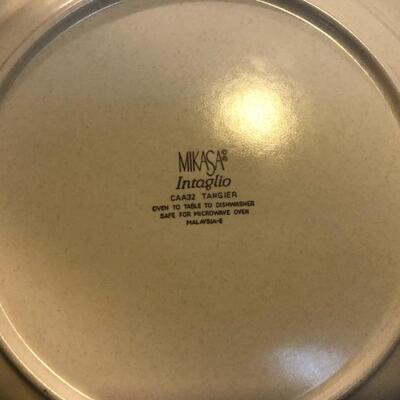 MIKASA©®
Intaglio
CAA32 TANGIER
OVEN TO TABLE TO DISHWASHER
SAFE FOR MICROWAVE OVEN
MALAYSIA-E